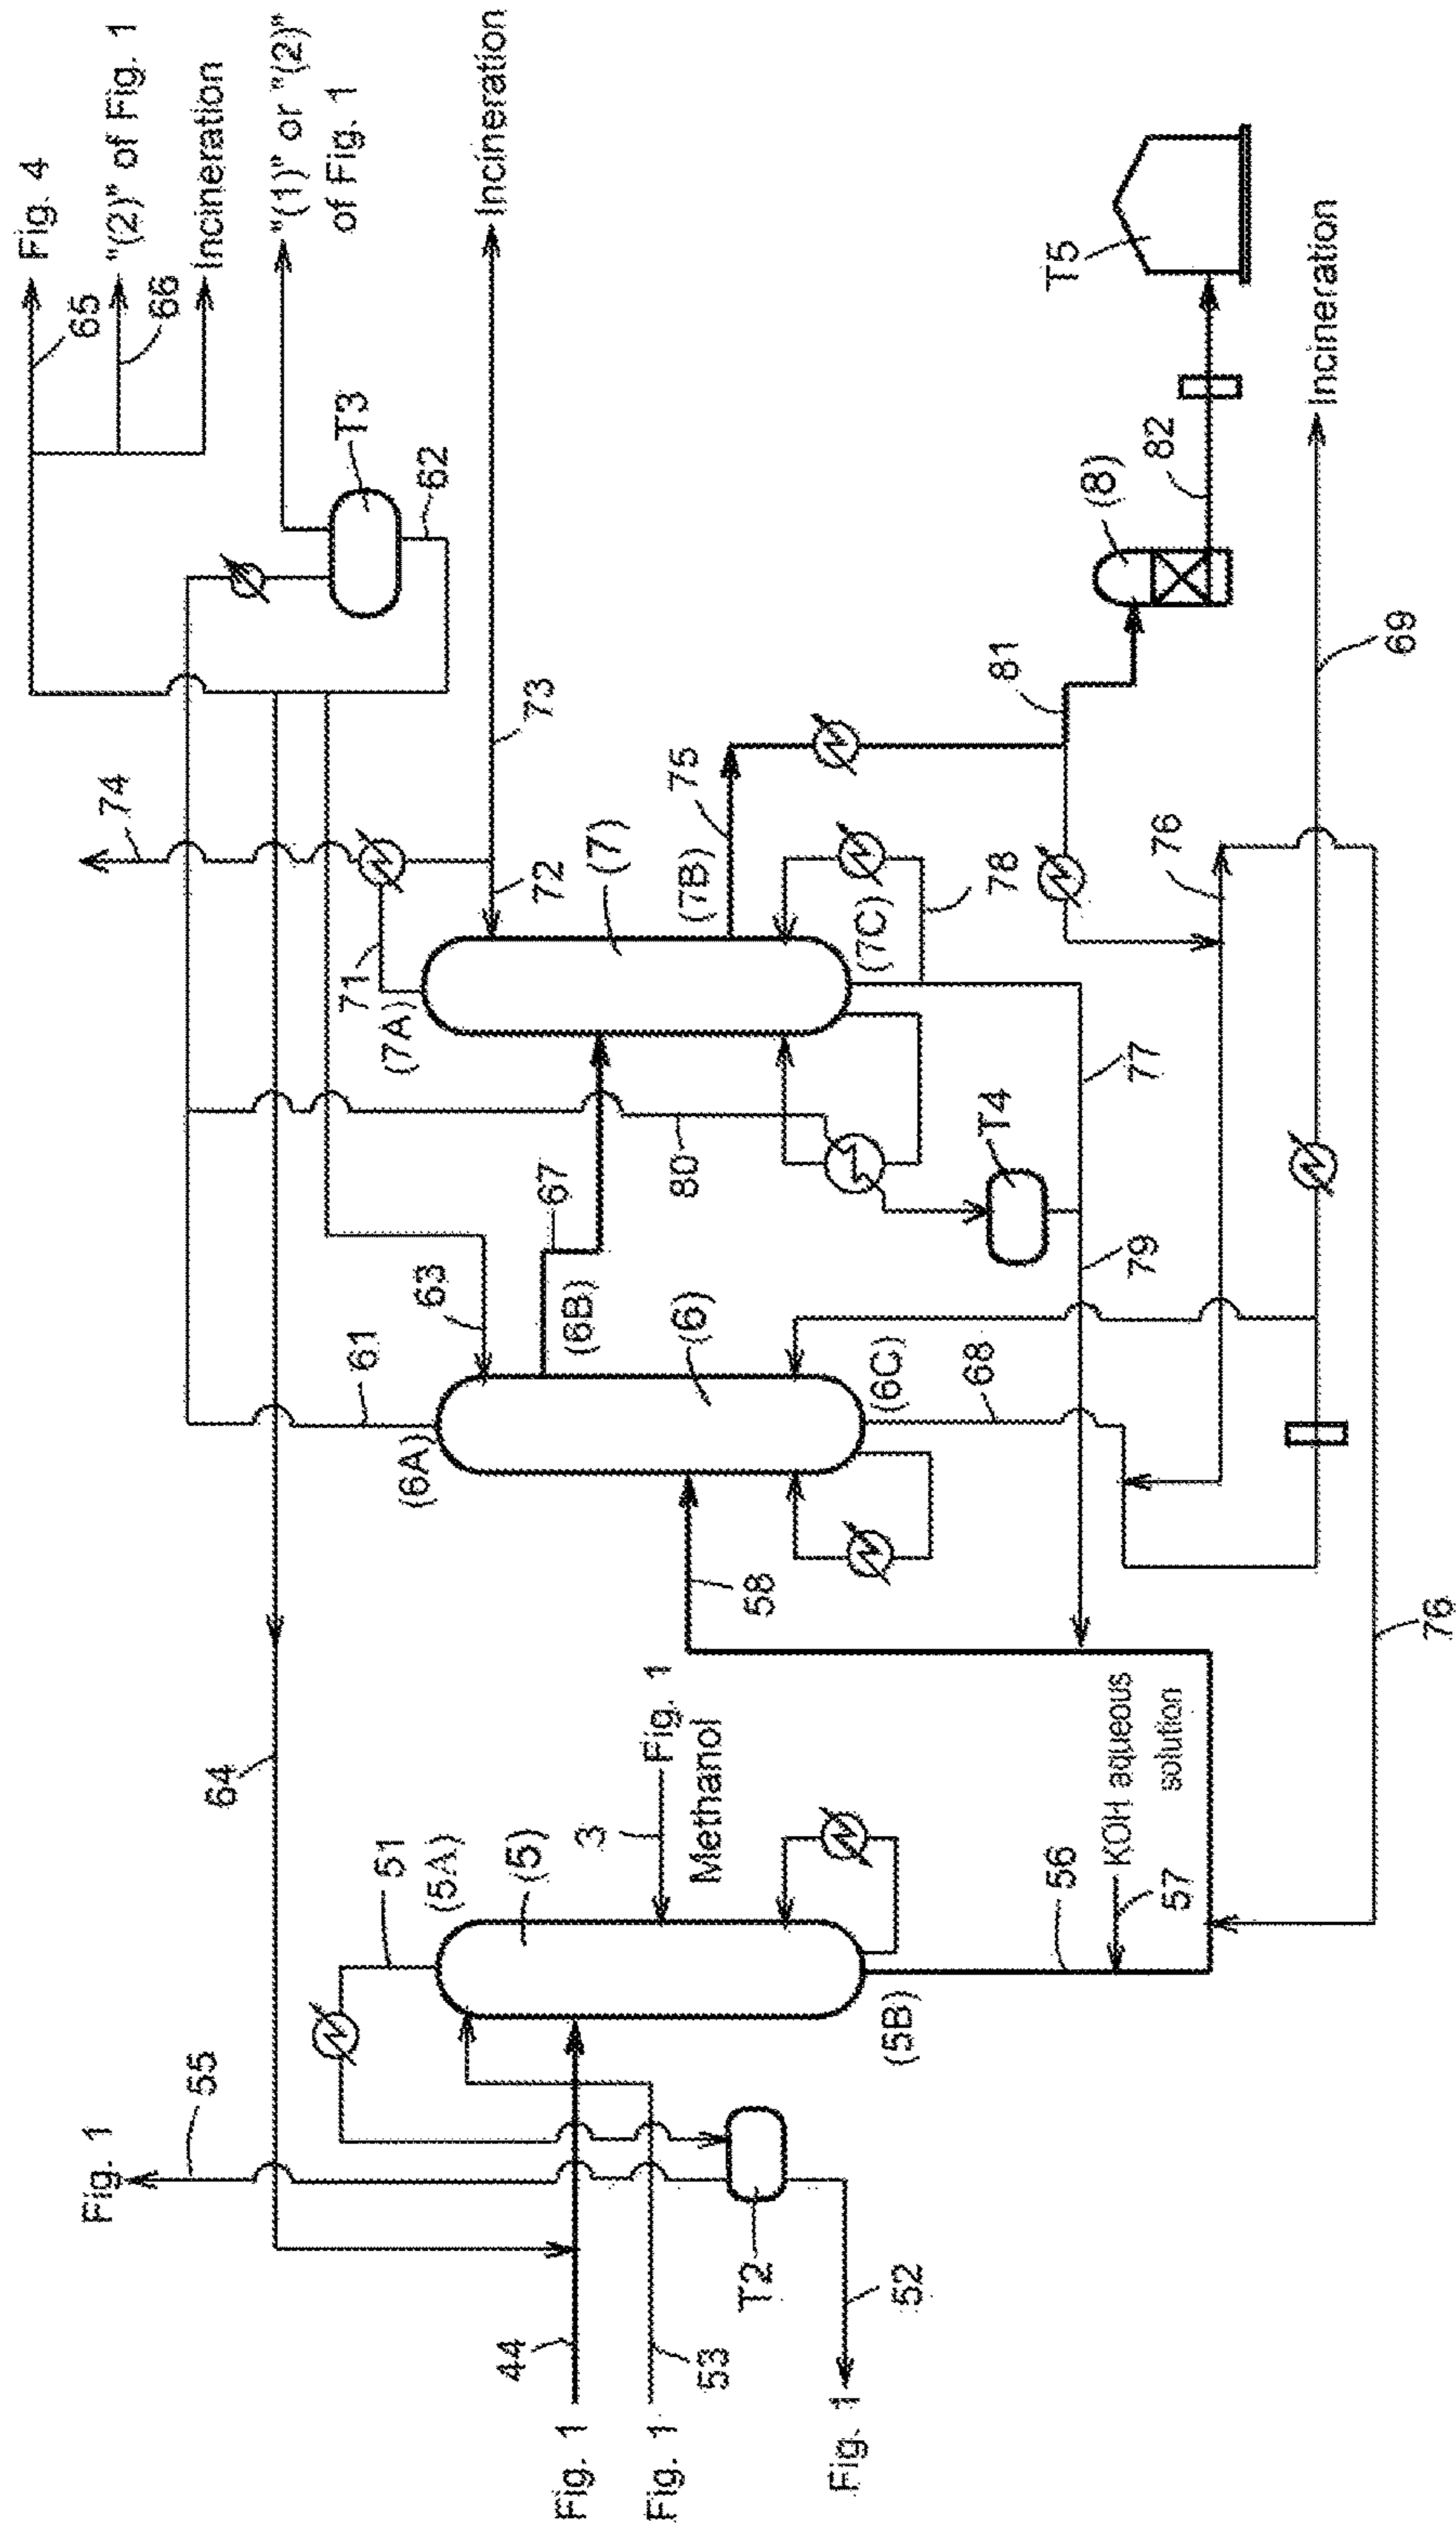 Fig. 4
65
"(2)" of Fig. 1
66
Incineration
"(1)" or "(2)"
of Fig. 1
T3
62
Incineration
73
74
72
71
(7A)
(7)
75
(7B)
(7C)
78
81
(8)
82
T5
Incineration
69
76
77
79
T4
80
67
63
(6B)
61
(6A)
(6)
(6C)
68
58
64
Fig. 1
3
Methanol
51
(5A)
(5)
(5B)
56
KOH aqueous
solution
57
76
55
Fig. 1
T2
52
Fig. 1
44
Fig. 1
53
Fig. 1